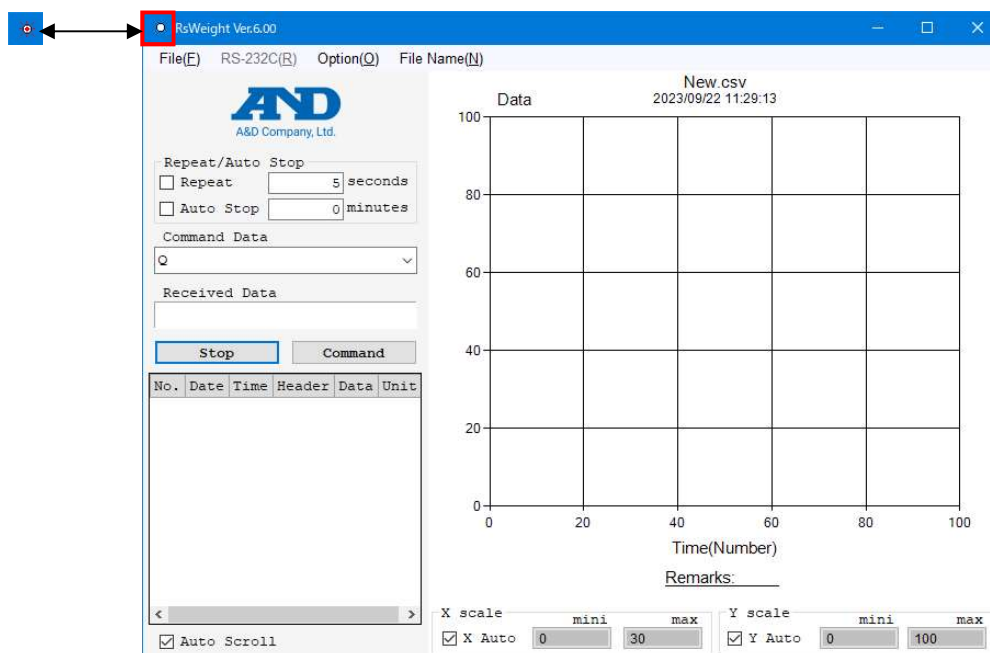 RsWeight Ver.6.00
File(F) RS-232C(R) Option(O) File Name(N)
AND
A&D Company, Ltd.
Repeat/Auto Stop
Repeat 5 seconds
Auto Stop 0 minutes
Command Data
Q
Received Data
Stop Command
No. Date Time Header Data Unit
Auto Scroll
New.csv
Data 2023/09/22 11:29:13
100
80
60
40
20
0
0 20 40 60 80 100
Time(Number)
Remarks:
X scale mini max
X Auto 0 30
Y scale mini max
Y Auto 0 100